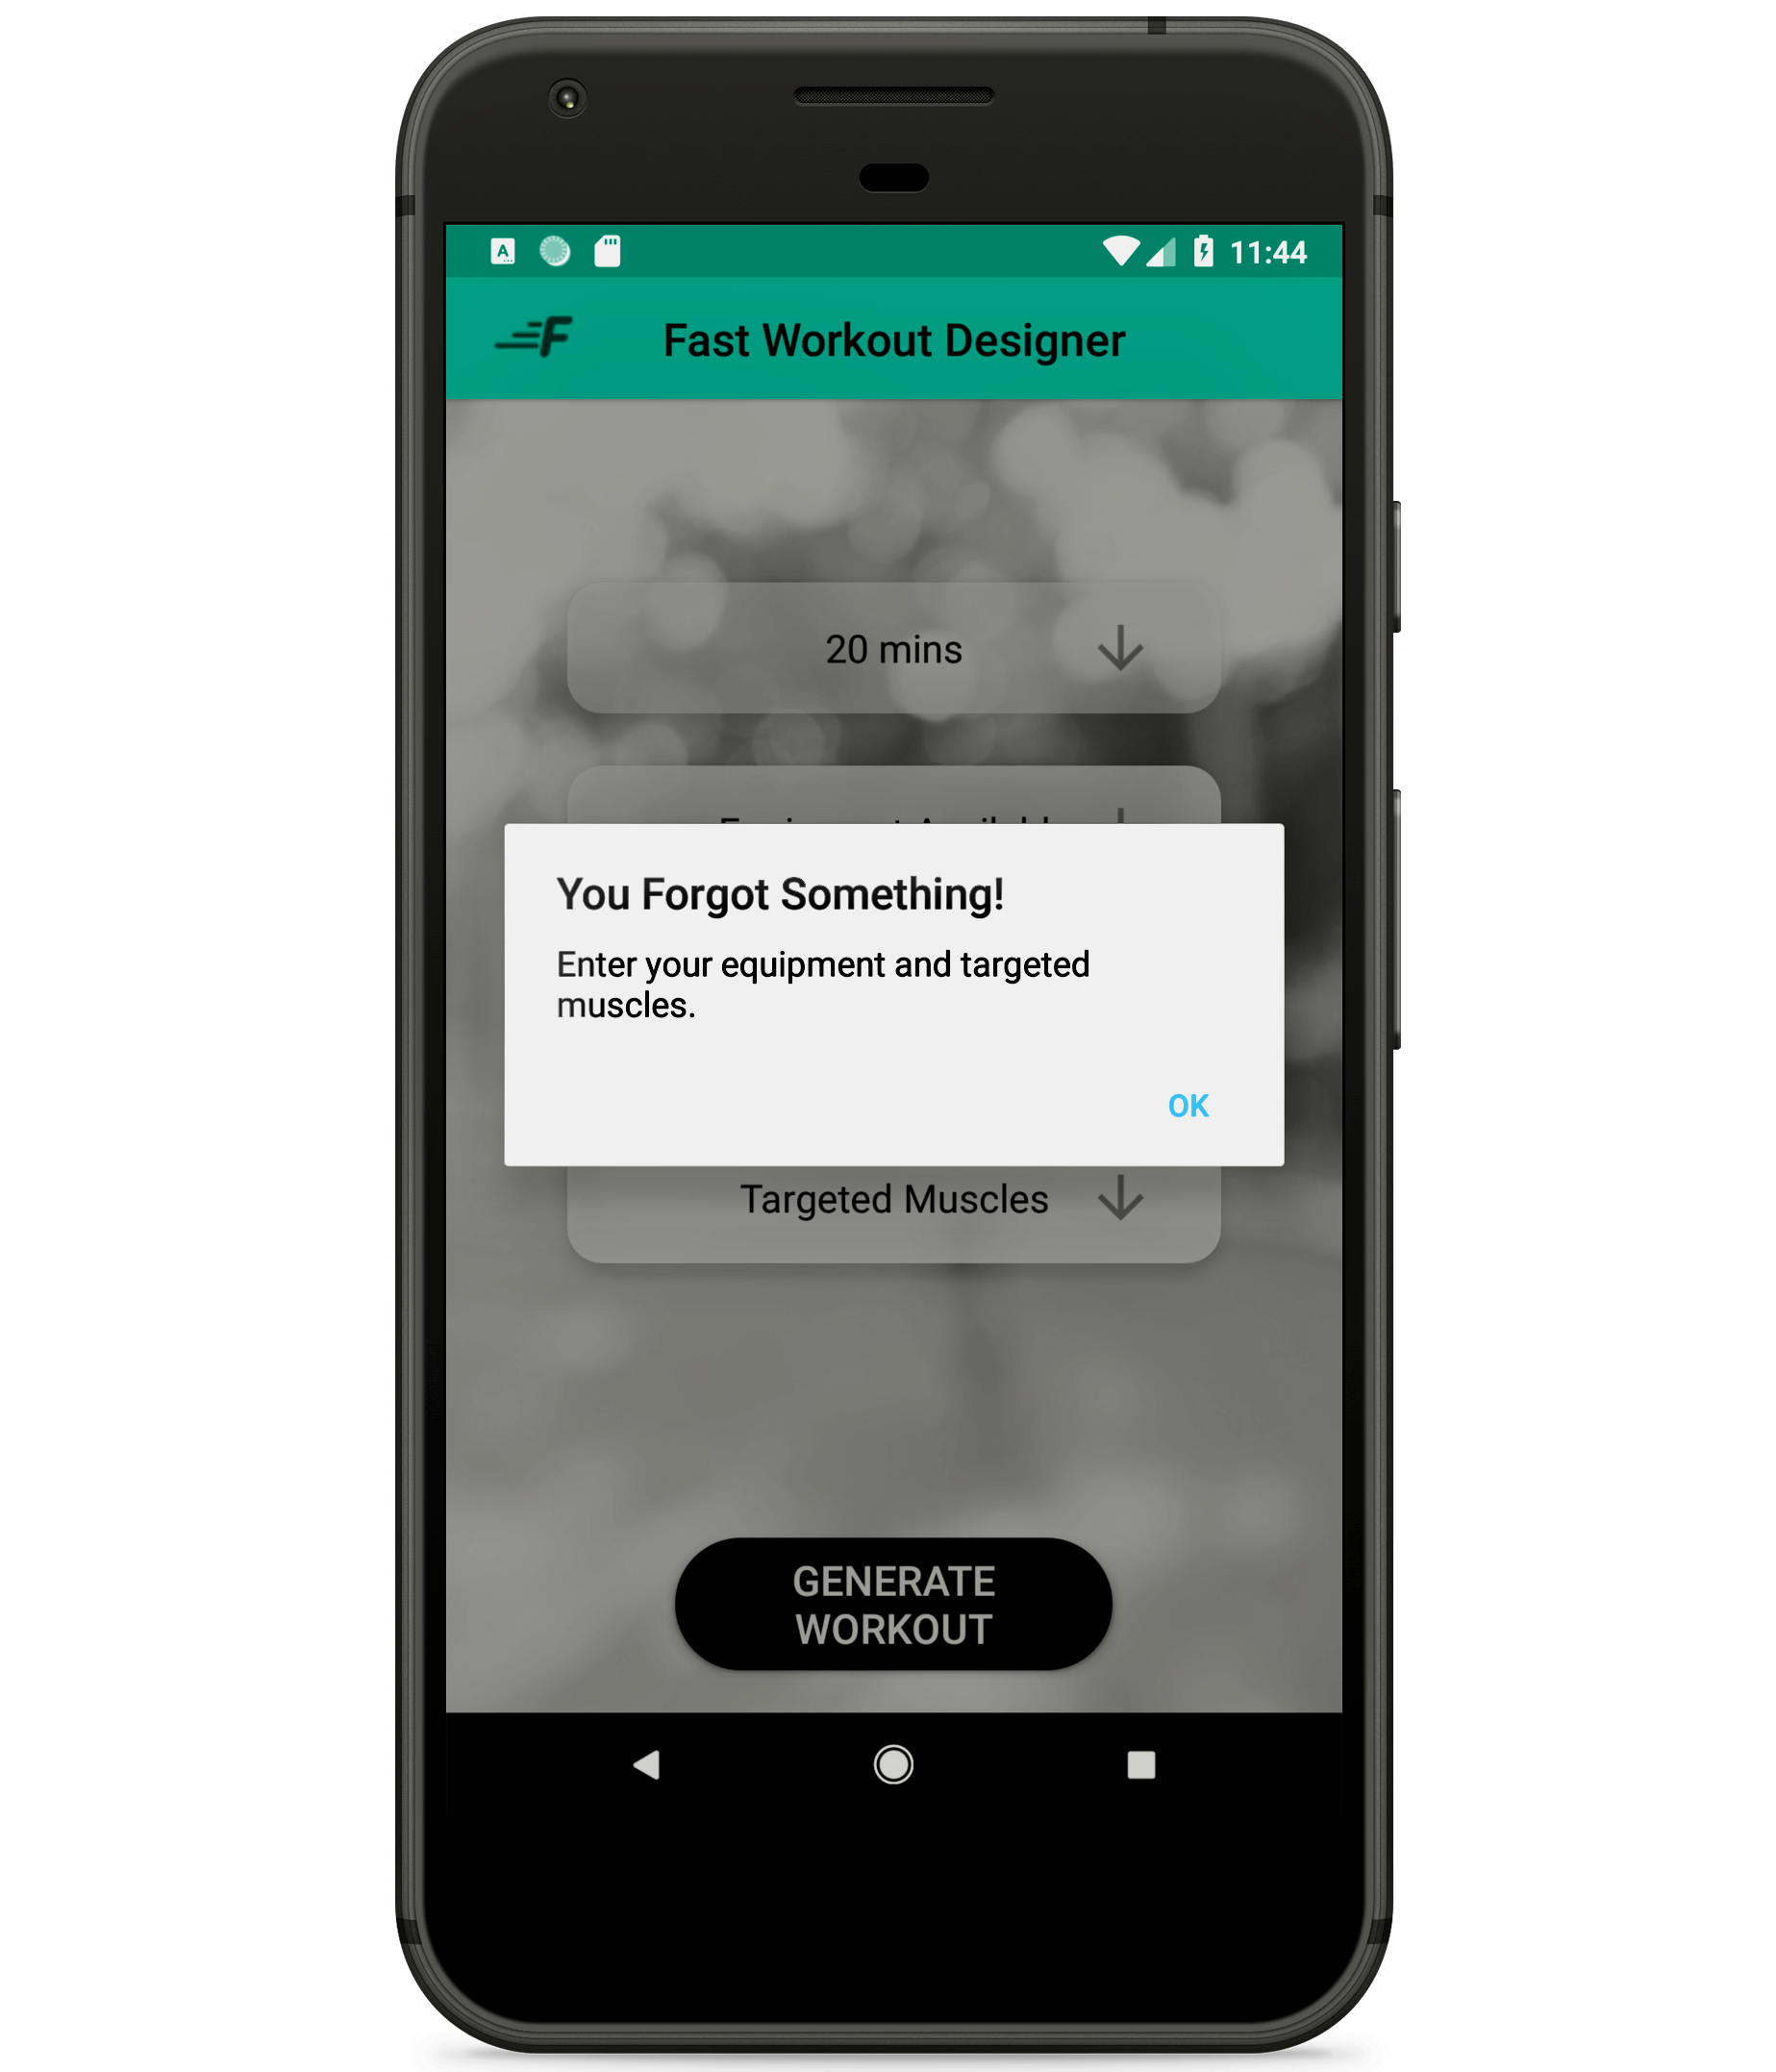 11:44
Fast Workout Designer
20 mins
You Forgot Something!
Enter your equipment and targeted
muscles.
OK
Targeted Muscles
GENERATE
WORKOUT